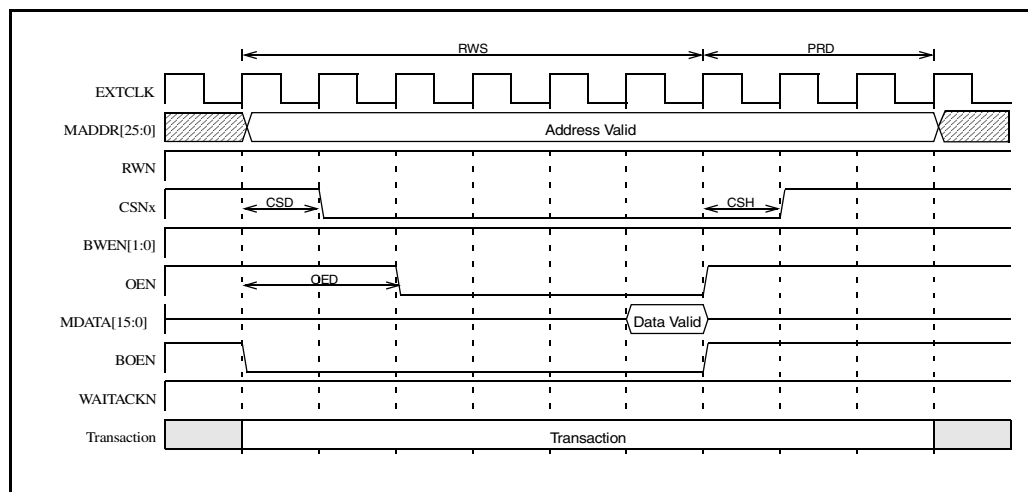 RWS PRD
EXTCLK
MADDR[25:0] Address Valid
RWN
CSNx CSD CSH
BWEN[1:0]
OEN OED
MDATA[15:0] Data Valid
BOEN
WAITACKN
Transaction Transaction